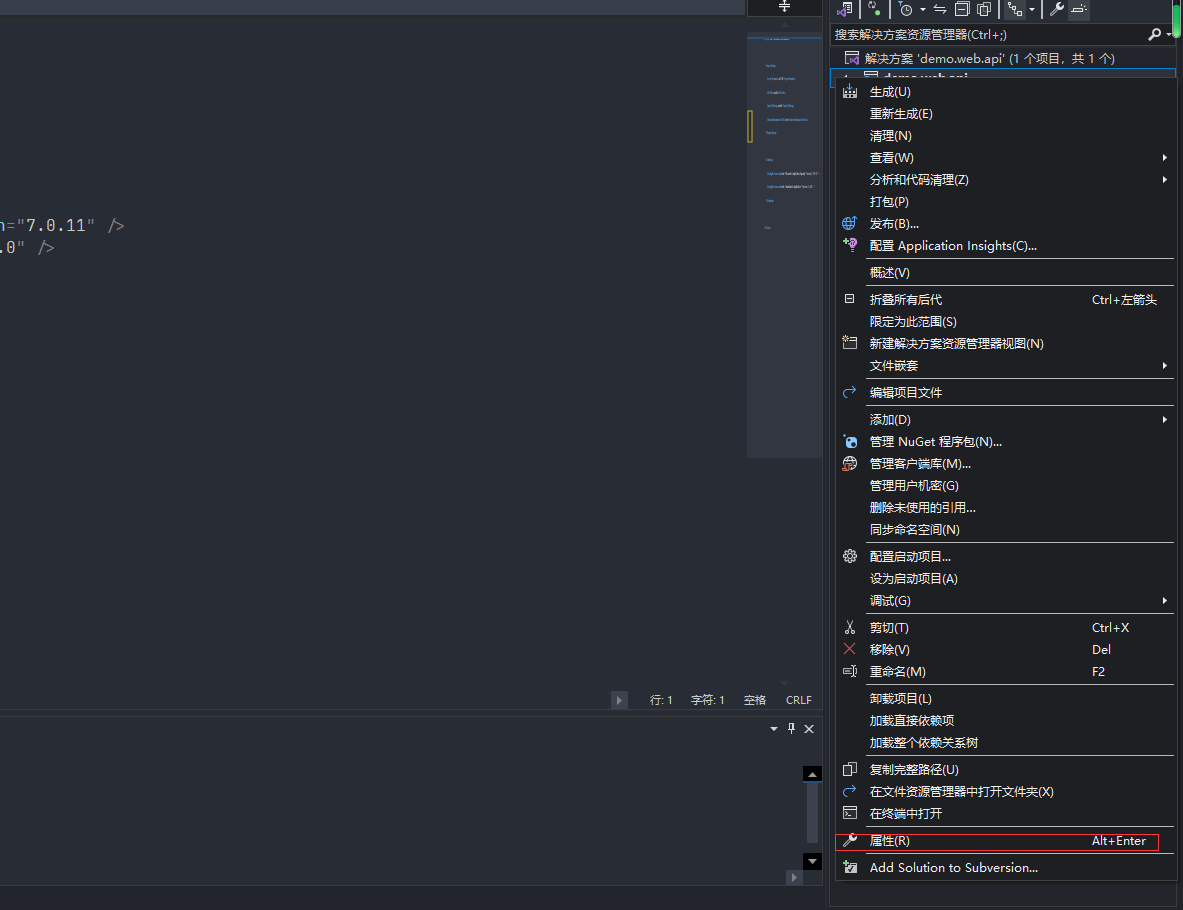 搜索解决方案资源管理器(Ctrl+;)
解决方案 'demo.web.api' (1 个项目，共 1 个)
demo.web.api
生成(U)
重新生成(E)
清理(N)
查看(W)
分析和代码清理(Z)
打包(P)
n="7.0.11" />
发布(B)...
.0" />
配置 Application Insights(C)...
概述(V)
折叠所有后代 Ctrl+左箭头
限定为此范围(S)
新建解决方案资源管理器视图(N)
文件嵌套
编辑项目文件
添加(D)
管理 NuGet 程序包(N)...
管理客户端库(M)...
管理用户机密(G)
删除未使用的引用...
同步命名空间(N)
配置启动项目...
设为启动项目(A)
调试(G)
剪切(T) Ctrl+X
移除(V) Del
重命名(M) F2
卸载项目(L)
行: 1 字符: 1 空格 CRLF
加载直接依赖项
加载整个依赖关系树
复制完整路径(U)
在文件资源管理器中打开文件夹(X)
在终端中打开
属性(R) Alt+Enter
Add Solution to Subversion...